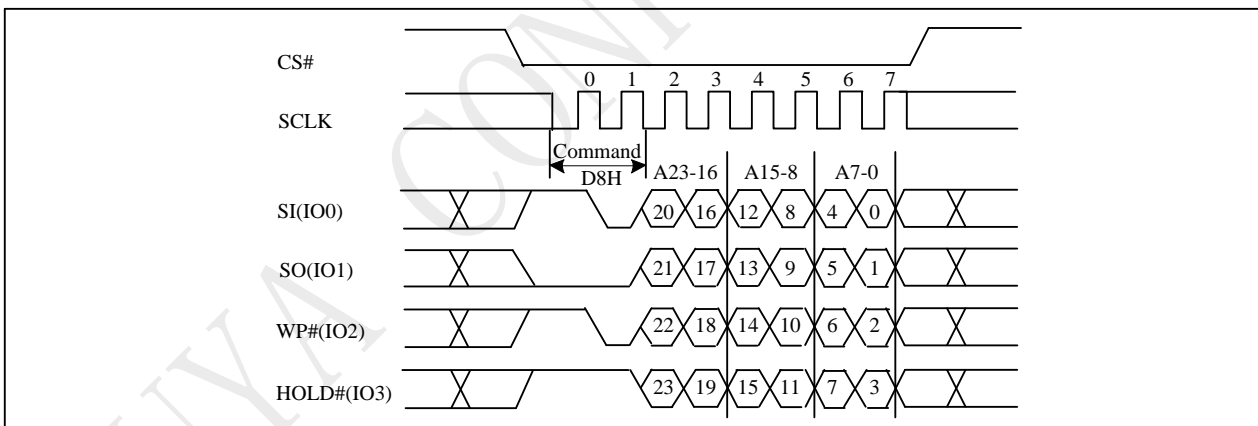 CS#
0 1 2 3 4 5 6 7
SCLK
Command
D8H
A23-16 A15-8 A7-0
SI(IO0) 20 16 12 8 4 0
SO(IO1) 21 17 13 9 5 1
WP#(IO2) 22 18 14 10 6 2
HOLD#(IO3) 23 19 15 11 7 3